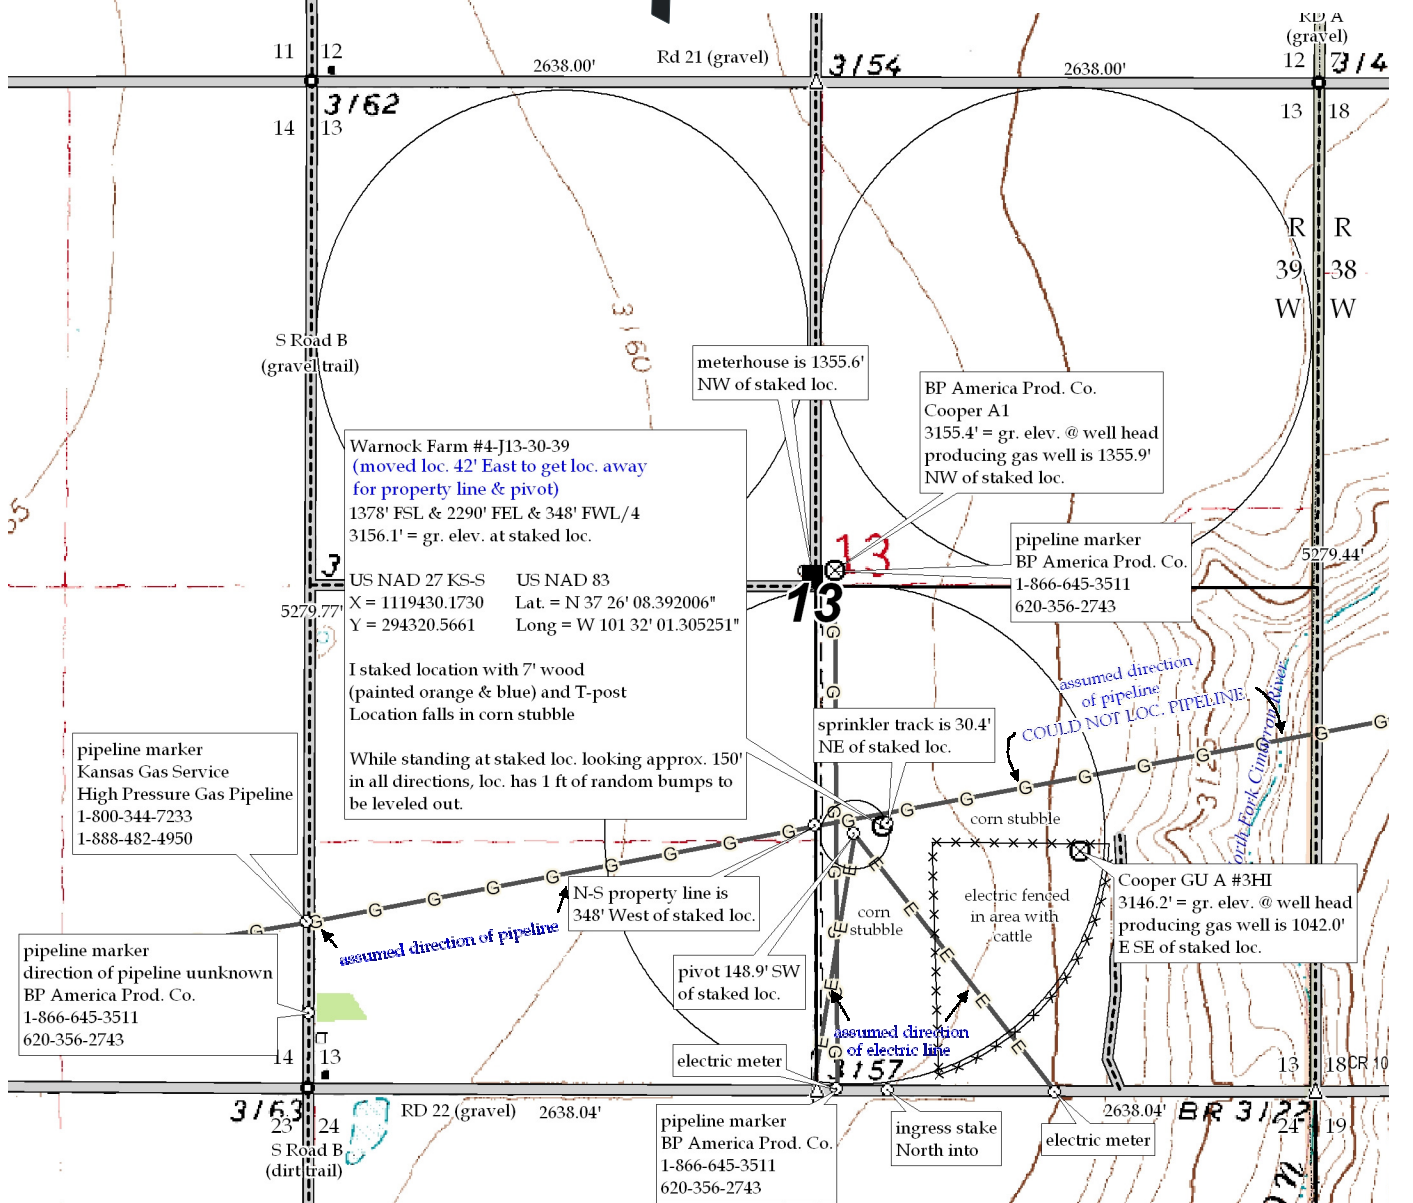 RD A
(gravel)
11 12
2638.00'
Rd 21 (gravel)
3154
2638.00'
12 7
314
3162
14 13
13 18
R R
39 38
W W
3160
S Road B
(gravel trail)
meterhouse is 1355.6'
NW of staked loc.
BP America Prod. Co.
Cooper A1
3155.4' = gr. elev. @ well head
producing gas well is 1355.9'
NW of staked loc.
Warnock Farm #4-J13-30-39
(moved loc. 42' East to get loc. away
for property line & pivot)
1378' FSL & 2290' FEL & 348' FWL/4
3156.1' = gr. elev. at staked loc.
US NAD 27 KS-S US NAD 83
X = 1119430.1730 Lat. = N 37 26' 08.392006"
Y = 294320.5661 Long = W 101 32' 01.305251"
I staked location with 7' wood
(painted orange & blue) and T-post
Location falls in corn stubble
While standing at staked loc. looking approx. 150'
in all directions, loc. has 1 ft of random bumps to
be leveled out.
13
13
3
5279.77'
5279.44'
pipeline marker
BP America Prod. Co.
1-866-645-3511
620-356-2743
assumed direction
of pipeline
COULD NOT LOC. PIPELINE
North Fork Cimarron River
3125
sprinkler track is 30.4'
NE of staked loc.
pipeline marker
Kansas Gas Service
High Pressure Gas Pipeline
1-800-344-7233
1-888-482-4950
corn stubble
N-S property line is
348' West of staked loc.
corn
stubble
electric fenced
in area with
cattle
Cooper GU A #3HI
3146.2' = gr. elev. @ well head
producing gas well is 1042.0'
E SE of staked loc.
assumed direction of pipeline
pipeline marker
direction of pipeline uunknown
BP America Prod. Co.
1-866-645-3511
620-356-2743
pivot 148.9' SW
of staked loc.
assumed direction
of electric line
electric meter
14 13
3157
13 18
CR 10
3163
23 24
RD 22 (gravel)
2638.04'
2638.04'
BR 3122
24 19
S Road B
(dirt trail)
pipeline marker
BP America Prod. Co.
1-866-645-3511
620-356-2743
ingress stake
North into
electric meter